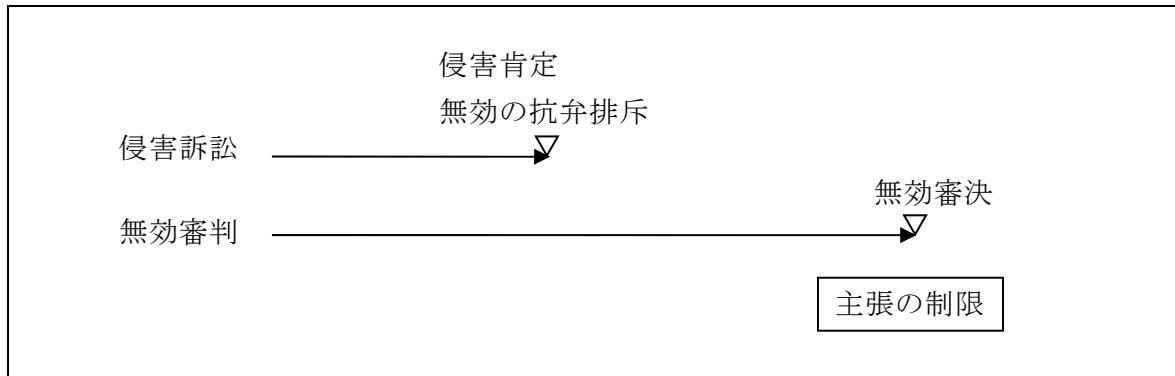 侵害肯定
無効の抗弁排斥
侵害訴訟
無効審決
無効審判
主張の制限